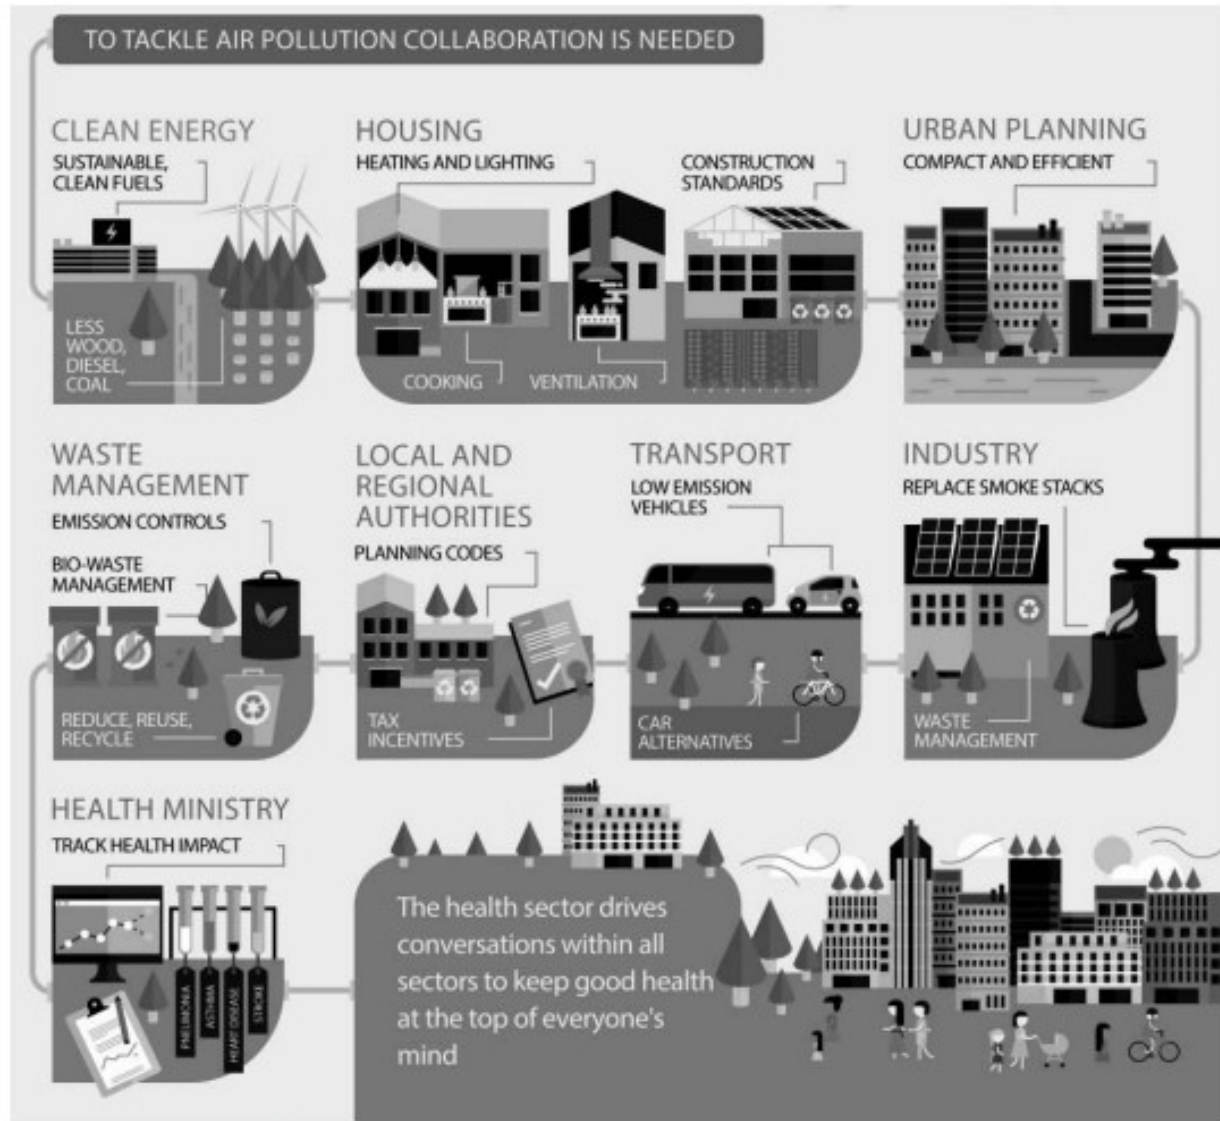 TO TACKLE AIR POLLUTION COLLABORATION IS NEEDED
CLEAN ENERGY
SUSTAINABLE,
CLEAN FUELS
LESS
WOOD,
DIESEL,
COAL
HOUSING
HEATING AND LIGHTING
CONSTRUCTION
STANDARDS
COOKING
VENTILATION
URBAN PLANNING
COMPACT AND EFFICIENT
WASTE
MANAGEMENT
EMISSION CONTROLS
BIO-WASTE
MANAGEMENT
REDUCE, REUSE,
RECYCLE
LOCAL AND
REGIONAL
AUTHORITIES
PLANNING CODES
TAX
INCENTIVES
TRANSPORT
LOW EMISSION
VEHICLES
CAR
ALTERNATIVES
INDUSTRY
REPLACE SMOKE STACKS
WASTE
MANAGEMENT
HEALTH MINISTRY
TRACK HEALTH IMPACT
PNEUMONIA
ASTHMA
HEART DISEASE
STROKE
The health sector drives
conversations within all
sectors to keep good health
at the top of everyone's
mind